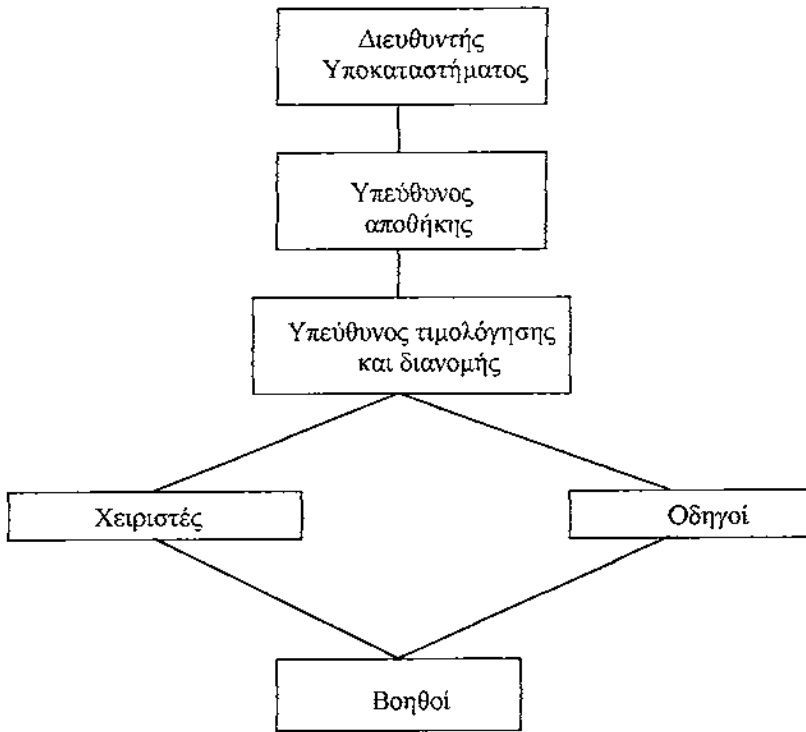 Διευθυντής
Υποκαταστήματος
Υπεύθυνος
αποθήκης
Υπεύθυνος τιμολόγησης
και διανομής
Χειριστές
Οδηγοί
Βοηθοί